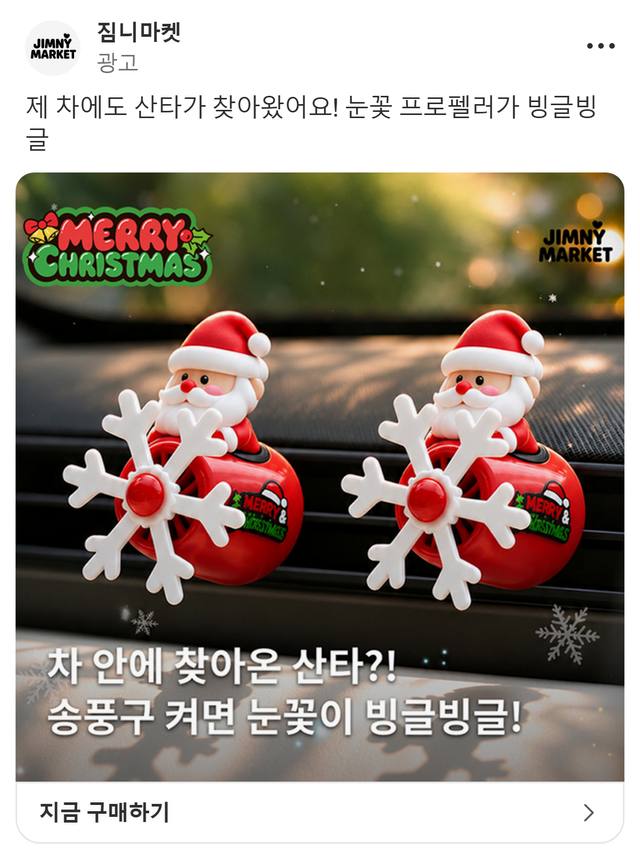 JIMNY
MARKET
짐니마켓
광고
제 차에도 산타가 찾아왔어요! 눈꽃 프로펠러가 빙글빙
글
MERRY
CHRISTMAS
JIMNY
MARKET
MERRY &
CHRISTMAS
MERRY &
CHRISTMAS
차 안에 찾아온 산타?!
송풍구 켜면 눈꽃이 빙글빙글!
지금 구매하기